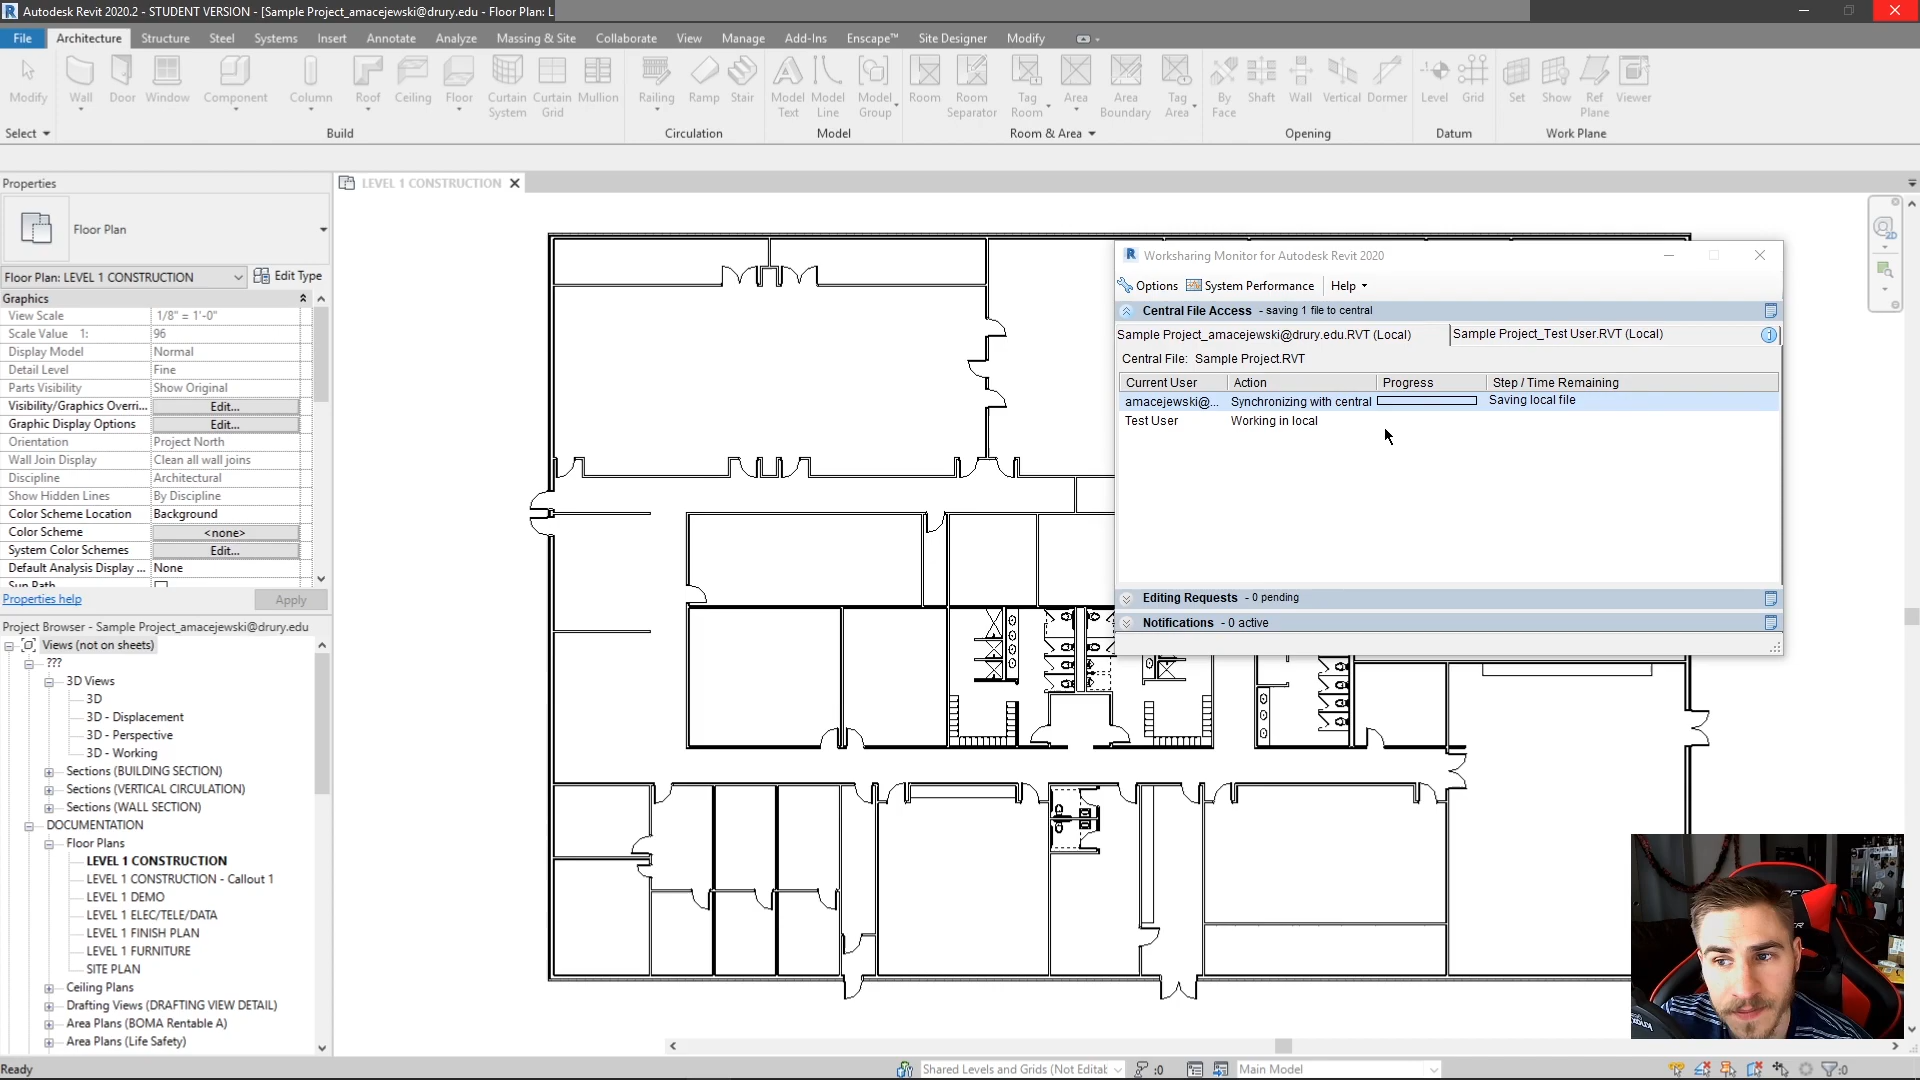 Autodesk Revit 2020.2 - STUDENT VERSION - [Sample Project_amacejewski@drury.edu - Floor Plan: L
File Architecture Structure Steel Systems Insert Annotate Analyze Massing & Site Collaborate View Manage Add-Ins Enscape™ Site Designer Modify
Modify Wall Door Window Component Column Roof Ceiling Floor Curtain System Curtain Grid Mullion Railing Ramp Stair Model Text Model Line Model Group Room Room Separator Tag Room Area Area Boundary Tag Area By Face Shaft Wall Vertical Dormer Level Grid Set Show Ref Plane Viewer
Select Build Circulation Model Room & Area Opening Datum Work Plane
Properties
LEVEL 1 CONSTRUCTION
Floor Plan
Floor Plan: LEVEL 1 CONSTRUCTION Edit Type
Graphics
View Scale 1/8" = 1'-0"
Scale Value 1: 96
Display Model Normal
Detail Level Fine
Parts Visibility Show Original
Visibility/Graphics Overri... Edit...
Graphic Display Options Edit...
Orientation Project North
Wall Join Display Clean all wall joins
Discipline Architectural
Show Hidden Lines By Discipline
Color Scheme Location Background
Color Scheme <none>
System Color Schemes Edit...
Default Analysis Display ... None
Sun Path
Properties help Apply
Project Browser - Sample Project_amacejewski@drury.edu
Views (not on sheets)
???
3D Views
3D
3D - Displacement
3D - Perspective
3D - Working
Sections (BUILDING SECTION)
Sections (VERTICAL CIRCULATION)
Sections (WALL SECTION)
DOCUMENTATION
Floor Plans
LEVEL 1 CONSTRUCTION
LEVEL 1 CONSTRUCTION - Callout 1
LEVEL 1 DEMO
LEVEL 1 ELEC/TELE/DATA
LEVEL 1 FINISH PLAN
LEVEL 1 FURNITURE
SITE PLAN
Ceiling Plans
Drafting Views (DRAFTING VIEW DETAIL)
Area Plans (BOMA Rentable A)
Area Plans (Life Safety)
Worksharing Monitor for Autodesk Revit 2020
Options System Performance Help
Central File Access - saving 1 file to central
Sample Project_amacejewski@drury.edu.RVT (Local) Sample Project_Test User.RVT (Local)
Central File: Sample Project.RVT
Current User Action Progress Step / Time Remaining
amacejewski@... Synchronizing with central Saving local file
Test User Working in local
Editing Requests - 0 pending
Notifications - 0 active
2D
Ready Shared Levels and Grids (Not Editab :0 Main Model :0